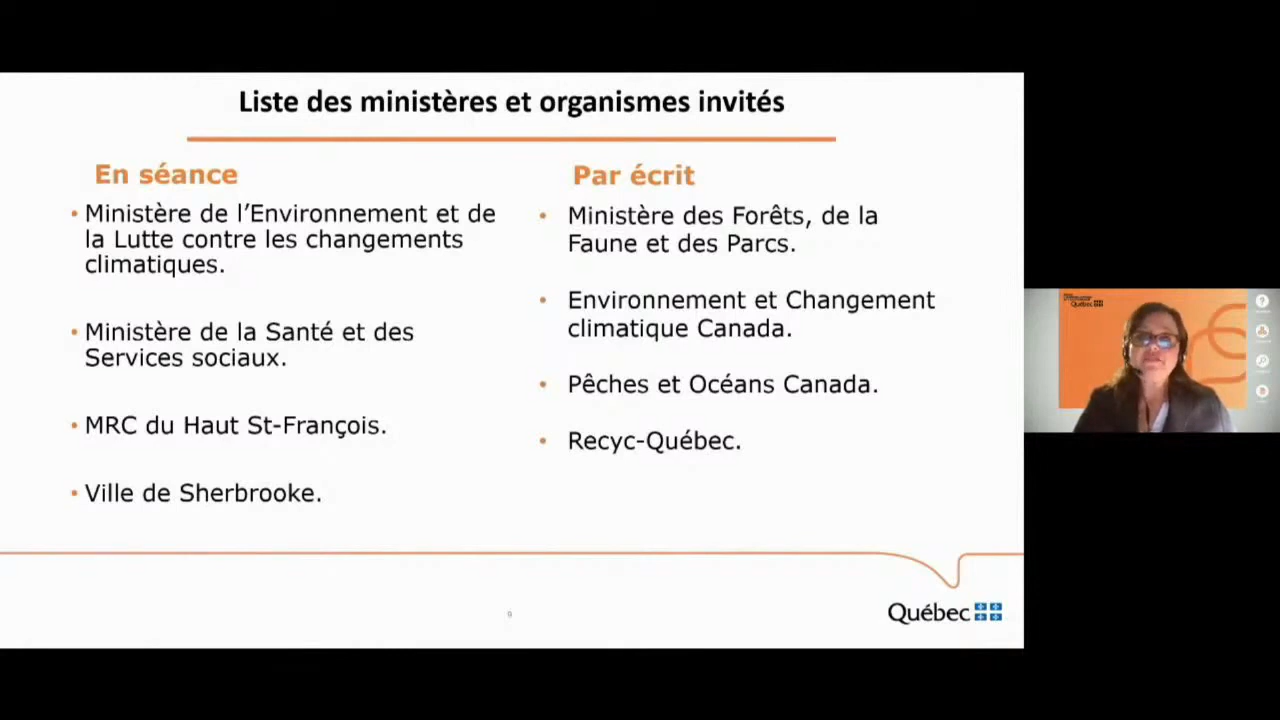 Liste des ministères et organismes invités
En séance
• Ministère de l'Environnement et de
la Lutte contre les changements
climatiques.
• Ministère de la Santé et des
Services sociaux.
• MRC du Haut St-François.
• Ville de Sherbrooke.
Par écrit
• Ministère des Forêts, de la
Faune et des Parcs.
• Environnement et Changement
climatique Canada.
• Pêches et Océans Canada.
• Recyc-Québec.
9
Québec
Québec